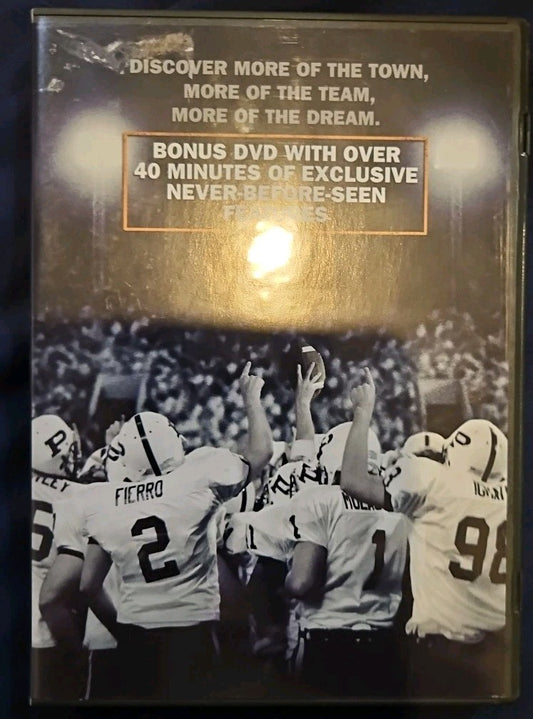 DISCOVER MORE OF THE TOWN,
MORE OF THE TEAM,
MORE OF THE DREAM.
BONUS DVD WITH OVER
40 MINUTES OF EXCLUSIVE
NEVER-BEFORE-SEEN
FEATURES
P
FIERRO
2
1
98